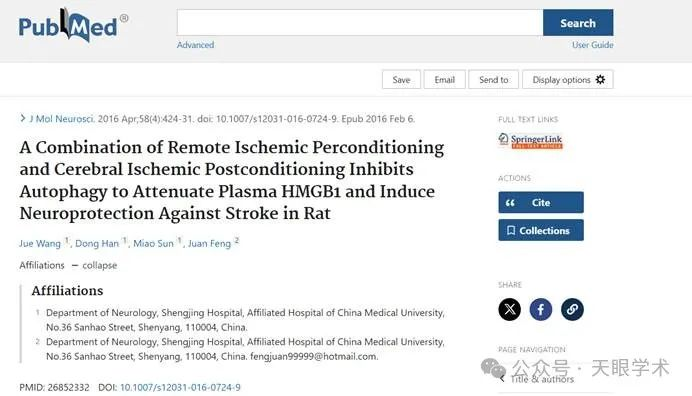 PubMed®
Search
Advanced
User Guide
Save
Email
Send to
Display options
J Mol Neurosci. 2016 Apr;58(4):424-31. doi: 10.1007/s12031-016-0724-9. Epub 2016 Feb 6.
A Combination of Remote Ischemic Perconditioning
and Cerebral Ischemic Postconditioning Inhibits
Autophagy to Attenuate Plasma HMGB1 and Induce
Neuroprotection Against Stroke in Rat
Jue Wang 1, Dong Han 1, Miao Sun 1, Juan Feng 2
Affiliations − collapse
Affiliations
1 Department of Neurology, Shengjing Hospital, Affiliated Hospital of China Medical University,
No.36 Sanhao Street, Shenyang, 110004, China.
2 Department of Neurology, Shengjing Hospital, Affiliated Hospital of China Medical University,
No.36 Sanhao Street, Shenyang, 110004, China. fengjuan99999@hotmail.com.
PMID: 26852332 DOI: 10.1007/s12031-016-0724-9
FULL TEXT LINKS
SpringerLink
FULL-TEXT ARTICLE
ACTIONS
Cite
Collections
SHARE
PAGE NAVIGATION
Title & authors
公众号 · 天眼学术